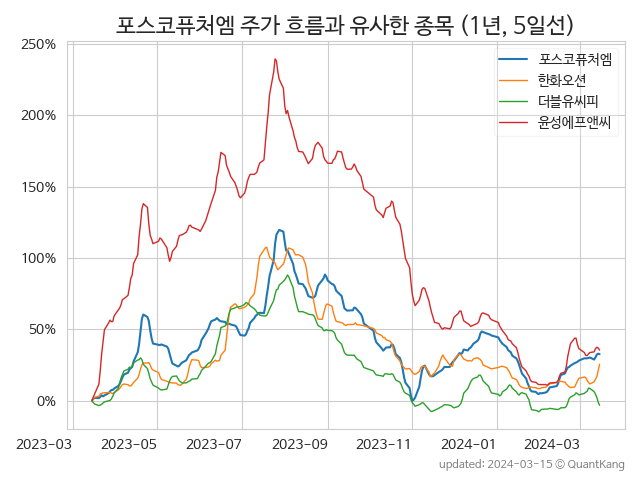 포스코퓨처엠 주가 흐름과 유사한 종목 (1년, 5일선)
250%
200%
150%
100%
50%
0%
포스코퓨처엠
한화오션
더블유씨피
윤성에프앤씨
2023-03
2023-05
2023-07
2023-09
2023-11
2024-01
2024-03
updated: 2024-03-15 © QuantKang